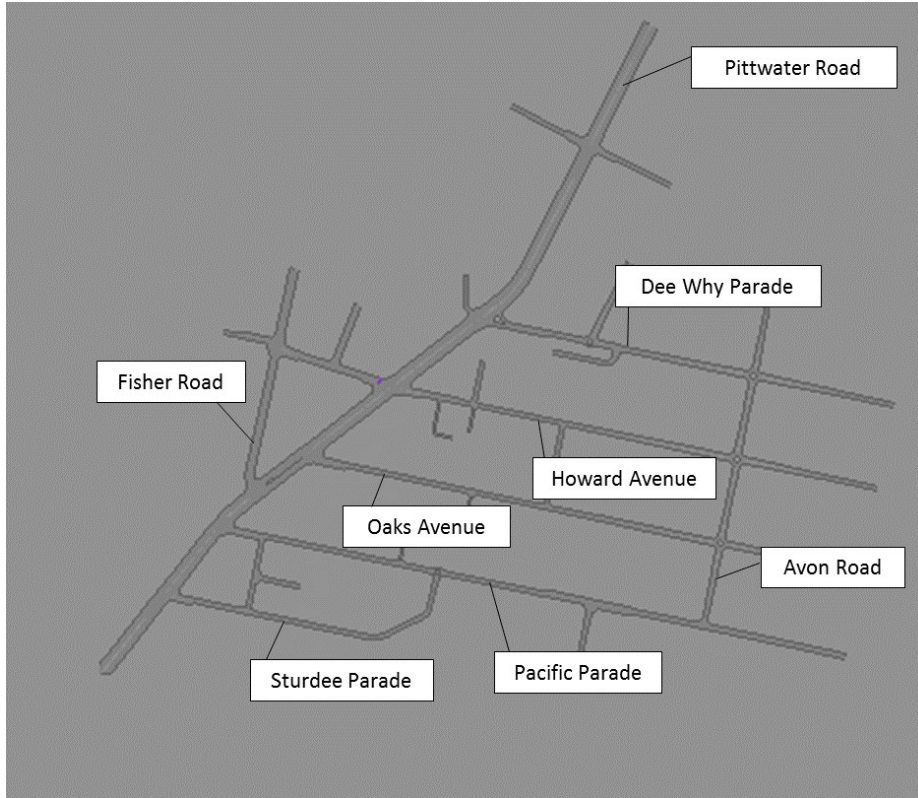 Pittwater Road
Dee Why Parade
Fisher Road
Howard Avenue
Oaks Avenue
Avon Road
Pacific Parade
Sturdee Parade